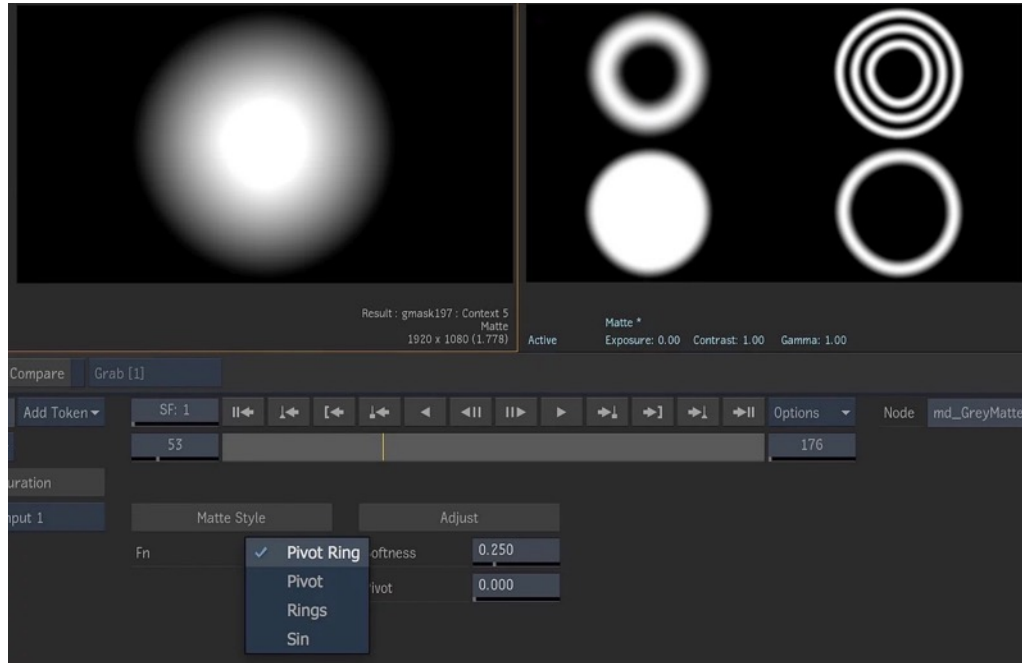 Result : gmask197 : Context 5
Matte
1920 x 1080 (1.778)
Active
Matte *
Exposure: 0.00 Contrast: 1.00 Gamma: 1.00
Compare Grab [1]
Add Token SF: 1 Options Node md_GreyMatte
53 176
uration
nput 1 Matte Style Adjust
Fn Pivot Ring oftness 0.250
Pivot ivot 0.000
Rings
Sin